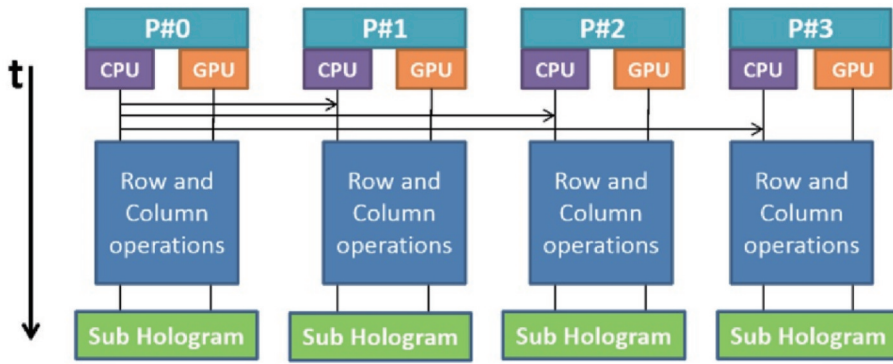 P#0 P#1 P#2 P#3
t CPU GPU CPU GPU CPU GPU CPU GPU
Row and Row and Row and Row and
Column Column Column Column
operations operations operations operations
Sub Hologram Sub Hologram Sub Hologram Sub Hologram